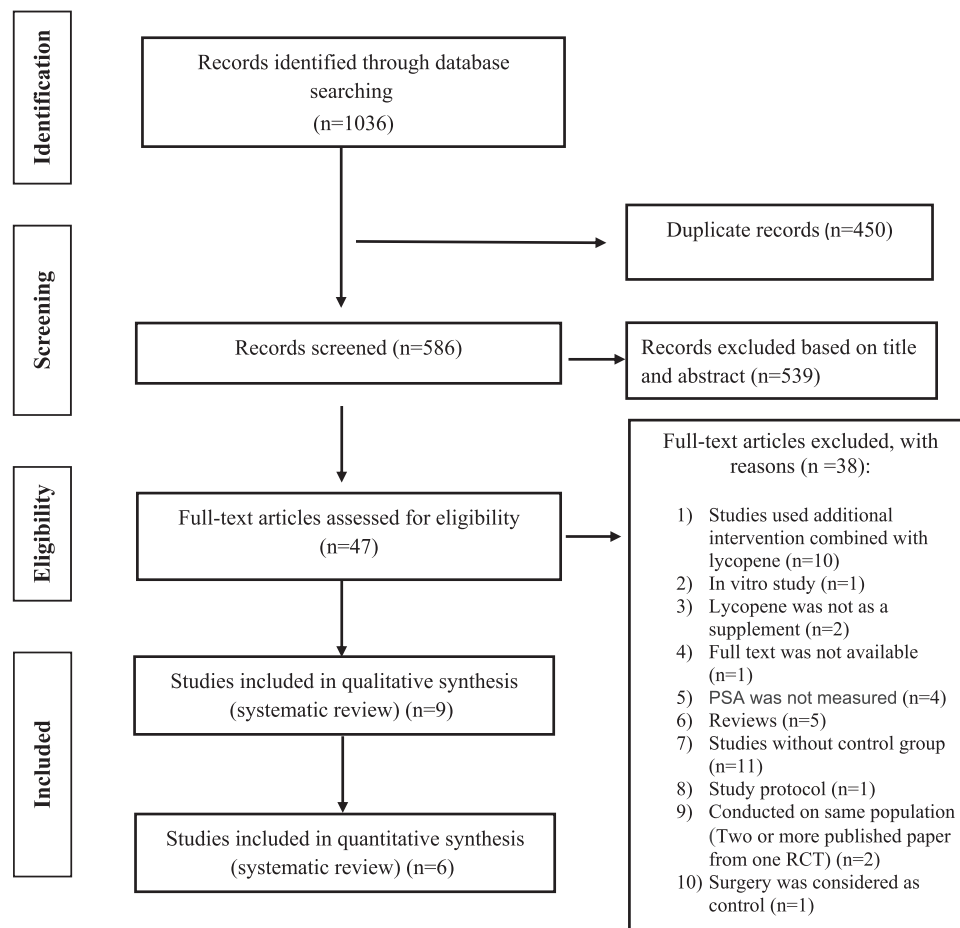 Identification
Records identified through database
searching
(n=1036)
Duplicate records (n=450)
Screening
Records screened (n=586)
Records excluded based on title
and abstract (n=539)
Eligibility
Full-text articles assessed for eligibility
(n=47)
Full-text articles excluded, with
reasons (n =38):
1) Studies used additional
intervention combined with
lycopene (n=10)
2) In vitro study (n=1)
3) Lycopene was not as a
supplement (n=2)
4) Full text was not available
(n=1)
5) PSA was not measured (n=4)
6) Reviews (n=5)
7) Studies without control group
(n=11)
8) Study protocol (n=1)
9) Conducted on same population
(Two or more published paper
from one RCT) (n=2)
10) Surgery was considered as
control (n=1)
Included
Studies included in qualitative synthesis
(systematic review) (n=9)
Studies included in quantitative synthesis
(systematic review) (n=6)